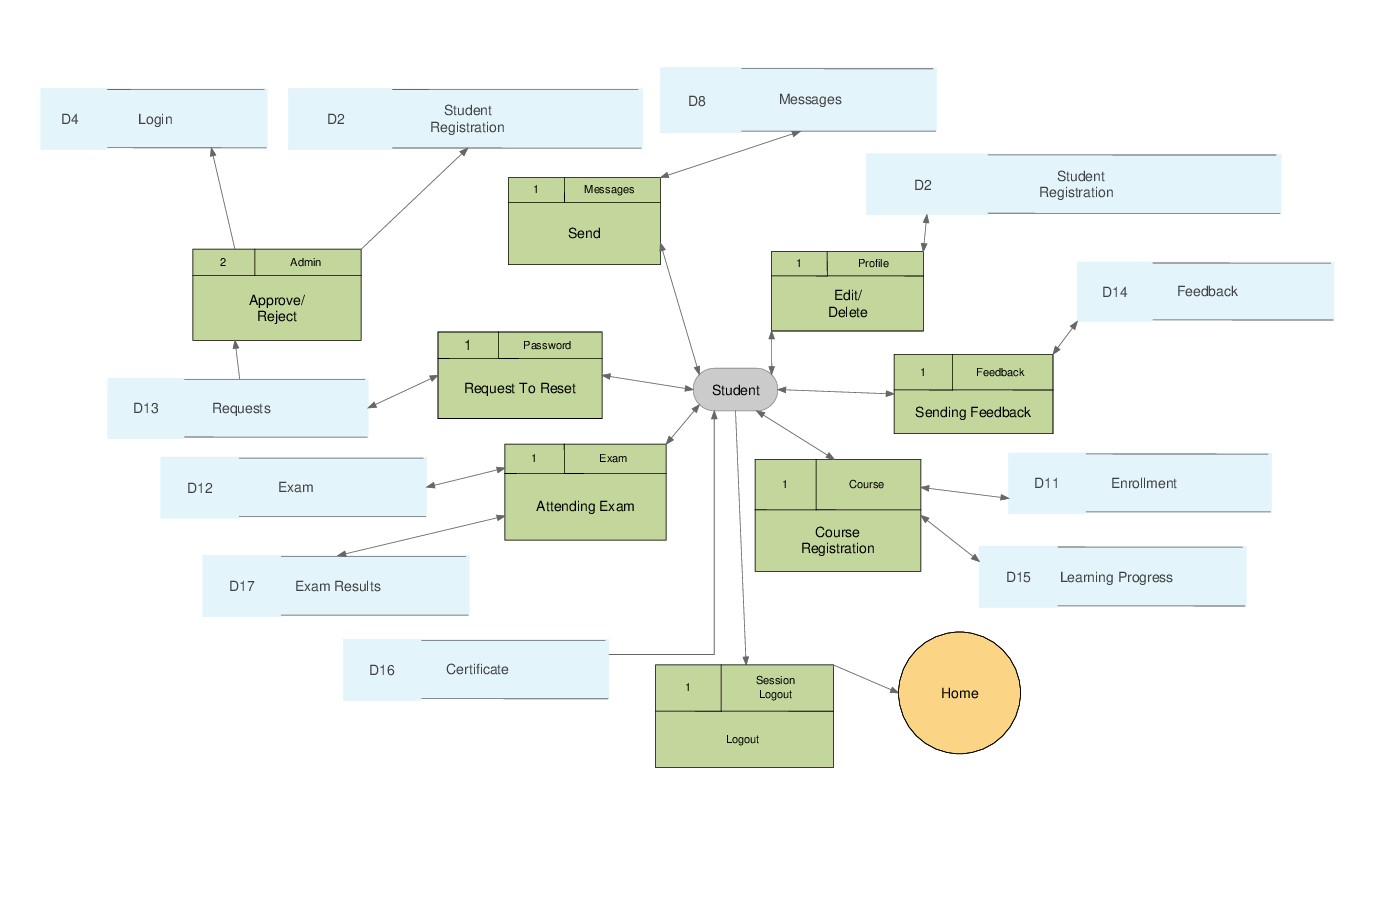 D8
Messages
D4
Login
D2
Student
Registration
D2
Student
Registration
1
Messages
Send
2
Admin
Approve/
Reject
1
Profile
Edit/
Delete
D14
Feedback
1
Password
Request To Reset
Student
1
Feedback
Sending Feedback
D13
Requests
1
Exam
Attending Exam
D12
Exam
1
Course
Course
Registration
D11
Enrollment
D17
Exam Results
D15
Learning Progress
D16
Certificate
1
Session
Logout
Logout
Home